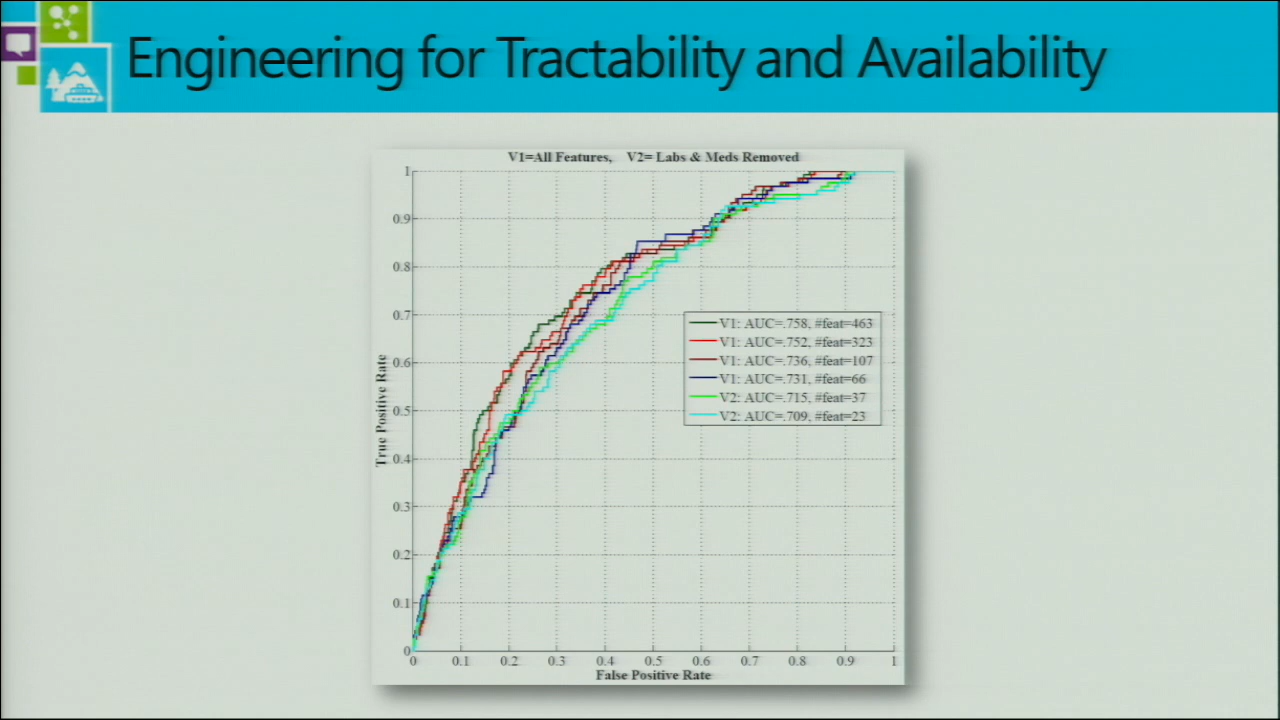 Engineering for Tractability and Availability
V1=All Features, V2= Labs & Meds Removed
1
0.9
0.8
0.7
0.6
0.5
0.4
0.3
0.2
0.1
0
True Positive Rate
V1: AUC=.758, #feat=463
V1: AUC=.752, #feat=323
V1: AUC=.736, #feat=107
V1: AUC=.731, #feat=66
V2: AUC=.715, #feat=37
V2: AUC=.709, #feat=23
0 0.1 0.2 0.3 0.4 0.5 0.6 0.7 0.8 0.9 1
False Positive Rate